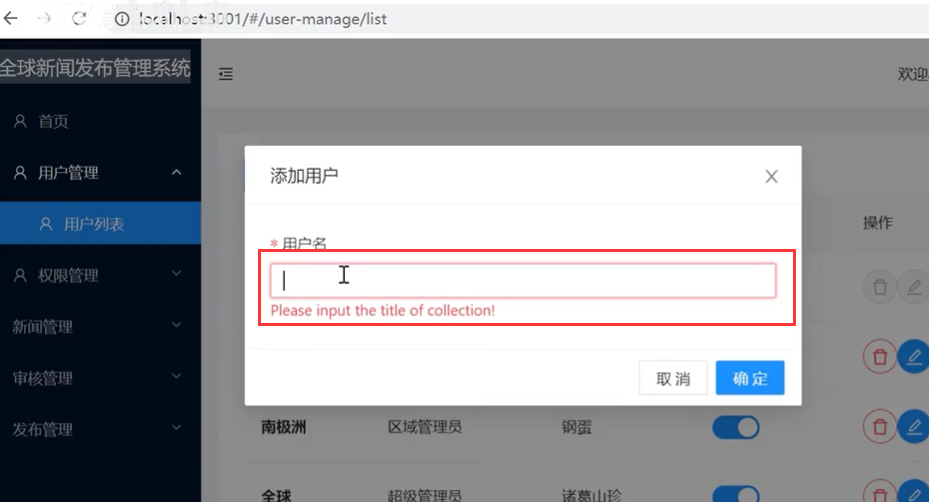 localhost:3001/#/user-manage/list
全球新闻发布管理系统
欢迎
首页
用户管理
用户列表
权限管理
新闻管理
审核管理
发布管理
添加用户
* 用户名
Please input the title of collection!
取消 确定
操作
南极洲 区域管理员 钢蛋
全球 超级管理员 诸葛山珍